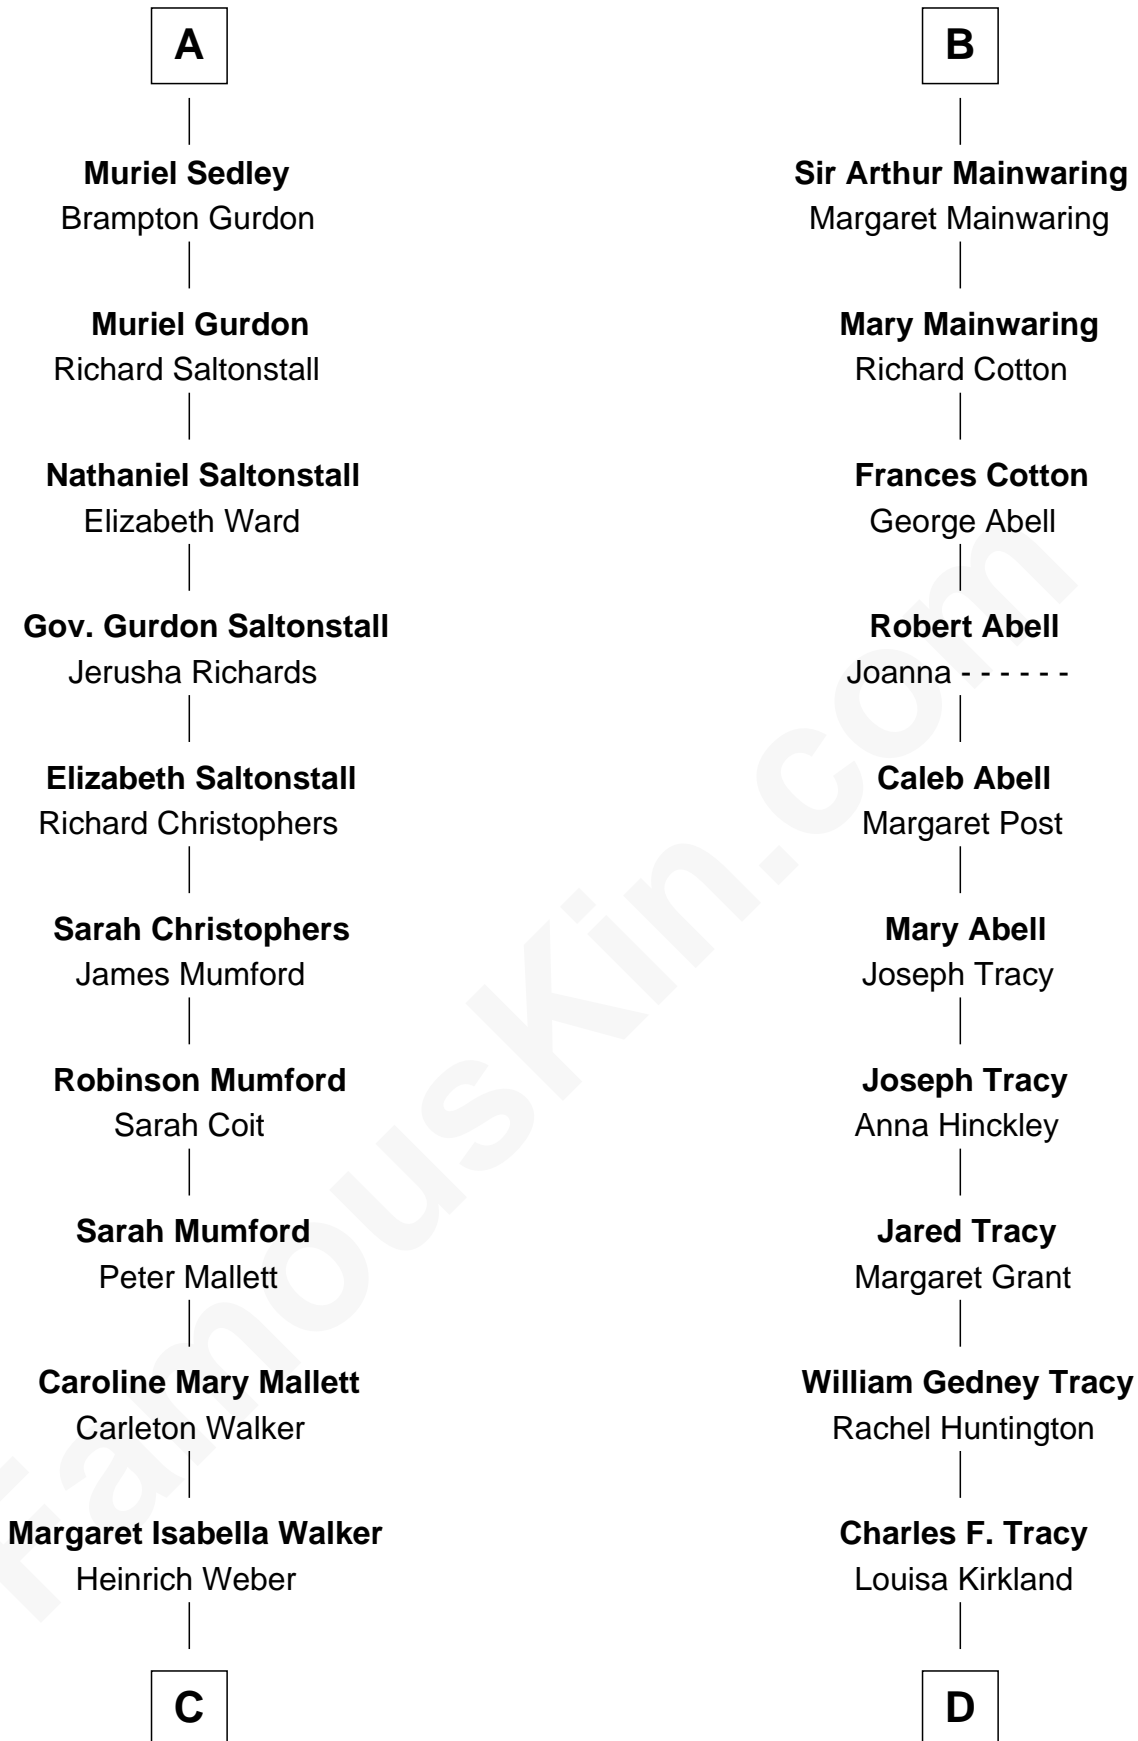 A
Muriel Sedley
Brampton Gurdon
Muriel Gurdon
Richard Saltonstall
Nathaniel Saltonstall
Elizabeth Ward
Gov. Gurdon Saltonstall
Jerusha Richards
Elizabeth Saltonstall
Richard Christophers
Sarah Christophers
James Mumford
Robinson Mumford
Sarah Coit
Sarah Mumford
Peter Mallett
Caroline Mary Mallett
Carleton Walker
Margaret Isabella Walker
Heinrich Weber
C
B
Sir Arthur Mainwaring
Margaret Mainwaring
Mary Mainwaring
Richard Cotton
Frances Cotton
George Abell
Robert Abell
Joanna - - - - - -
Caleb Abell
Margaret Post
Mary Abell
Joseph Tracy
Joseph Tracy
Anna Hinckley
Jared Tracy
Margaret Grant
William Gedney Tracy
Rachel Huntington
Charles F. Tracy
Louisa Kirkland
D
FamousKin.com